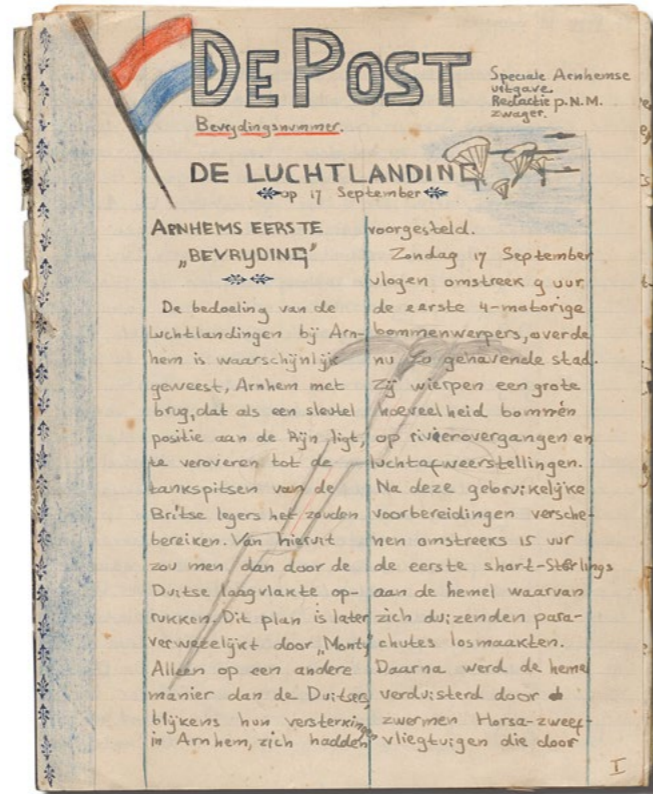 DE POST
Speciale Arnhemse
uitgave.
Redactie p.N.M.
zwager.
Bevrydingsnummer.
DE LUCHTLANDING
op 17 September
ARNHEMS EERSTE
„BEVRYDING”
De bedoeling van de
luchtlandingen bij Arn-
hem is waarschijnlijk
geweest, Arnhem met
brug, dat als een sleutel
positie aan de Rijn ligt,
te veroveren tot de
tankspitsen van de
Britse legers het zouden
bereiken. Van hieruit
zou men dan door de
Duitse laagvlakte op-
rukken. Dit plan is later
verwezelijkt door „Monty”
Alleen op een andere
manier dan de Duitser,
blijkens hun versterkingen
in Arnhem, zich hadden
voorgesteld.
Zondag 17 September
vlogen omstreek 9 uur
de eerste 4-motorige
bommenwerpers, over de
nu zo gehavende stad.
Zij wierpen een grote
hoeveelheid bommen
op rivierovergangen en
luchtafweerstellingen.
Na deze gebruikelijke
voorbereidingen versche-
nen omstreeks 15 uur
de eerste short-Sterlings
aan de hemel waarvan
zich duizenden para-
chutes losmaakten.
Daarna werd de hemel
verduisterd door
zwermen Horsa-zweef-
vliegtuigen die door
I